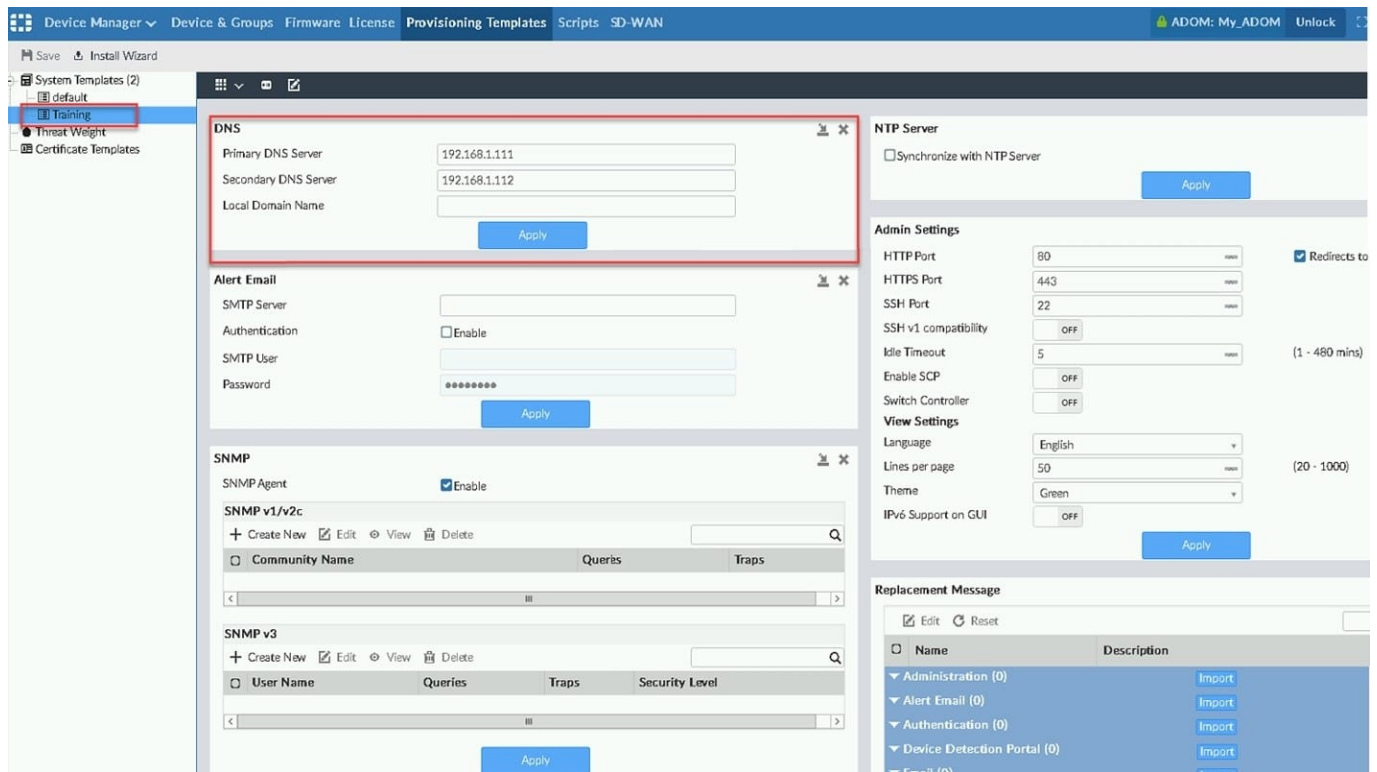 Device Manager Device & Groups Firmware License Provisioning Templates Scripts SD-WAN ADOM: My_ADOM Unlock
Save Install Wizard
System Templates (2)
default
Training
Threat Weight
Certificate Templates
DNS
Primary DNS Server 192.168.1.111
Secondary DNS Server 192.168.1.112
Local Domain Name
Apply
Alert Email
SMTP Server
Authentication Enable
SMTP User
Password
Apply
SNMP
SNMP Agent Enable
SNMP v1/v2c
Create New Edit View Delete
Community Name Queries Traps
SNMP v3
Create New Edit View Delete
User Name Queries Traps Security Level
Apply
NTP Server
Synchronize with NTP Server
Apply
Admin Settings
HTTP Port 80 Redirects to
HTTPS Port 443
SSH Port 22
SSH v1 compatibility OFF
Idle Timeout 5 (1 - 480 mins)
Enable SCP OFF
Switch Controller OFF
View Settings
Language English
Lines per page 50 (20 - 1000)
Theme Green
IPv6 Support on GUI OFF
Apply
Replacement Message
Edit Reset
Name Description
Administration (0) Import
Alert Email (0) Import
Authentication (0) Import
Device Detection Portal (0) Import